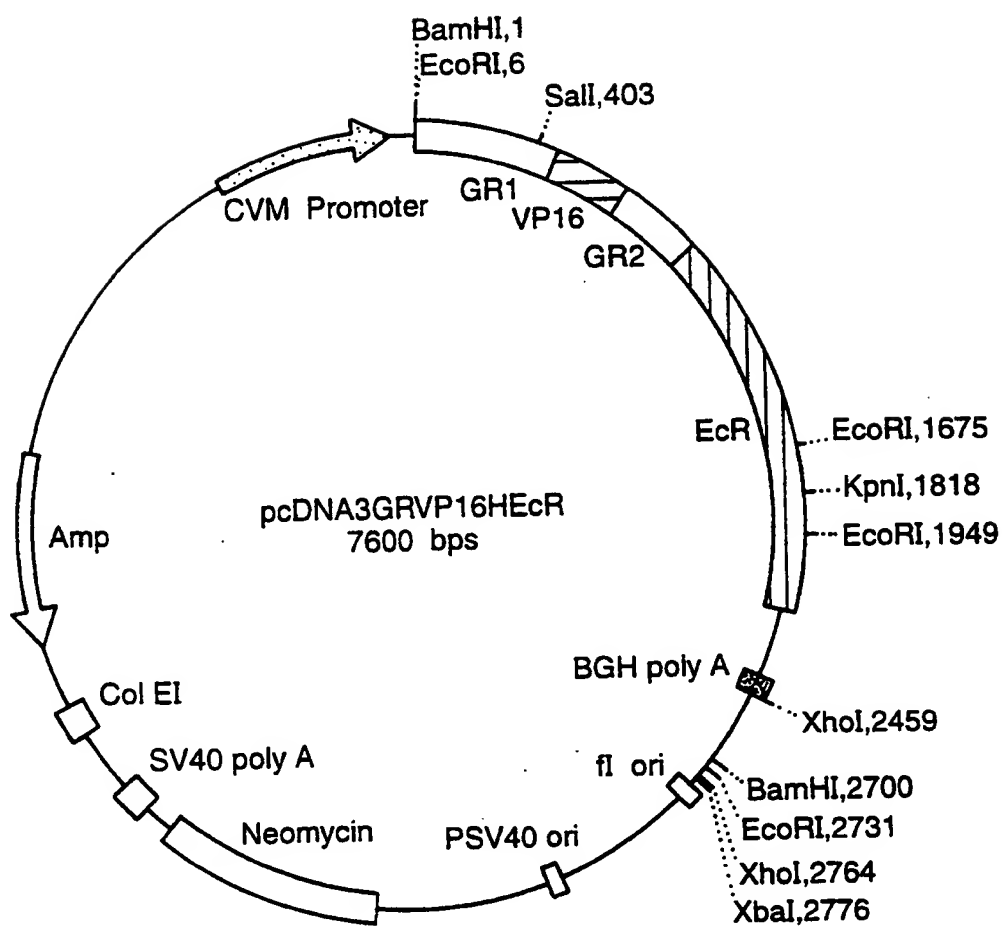 BamHI,1
EcoRI,6
SalI,403
CVM Promoter
GR1
VP16
GR2
EcR
EcoRI,1675
KpnI,1818
EcoRI,1949
pcDNA3GRVP16HEcR
7600 bps
Amp
BGH poly A
XhoI,2459
Col EI
SV40 poly A
fI ori
BamHI,2700
EcoRI,2731
XhoI,2764
XbaI,2776
Neomycin
PSV40 ori